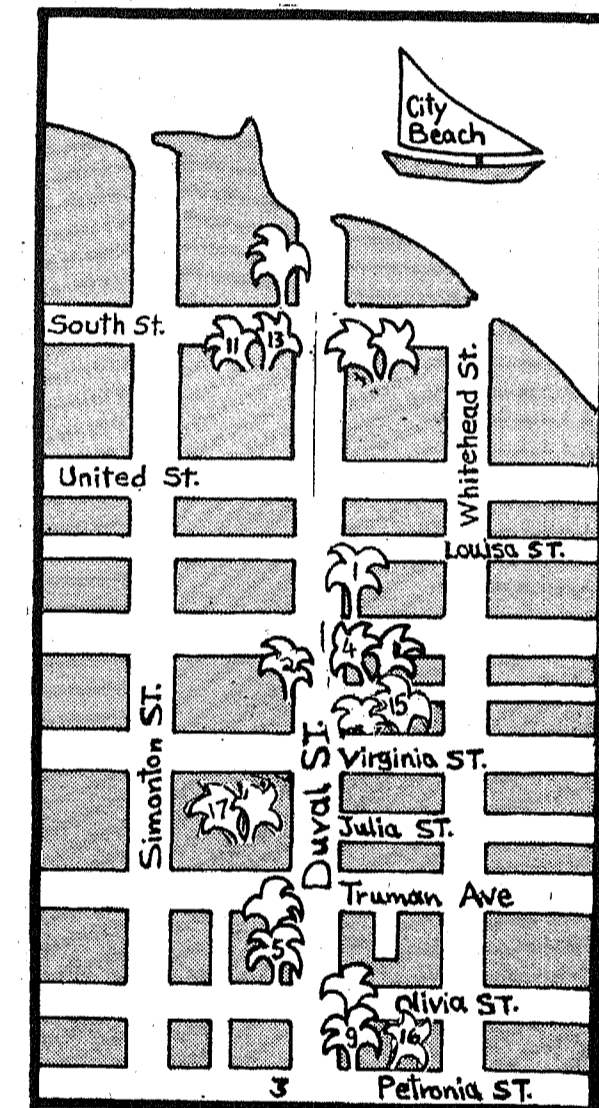 City
Beach
South St.
11
13
Whitehead St.
United St.
Louisa ST.
1
4
2
15
Simonton ST.
Duval ST.
Virginia ST.
17
Julia ST.
Truman Ave
5
Olivia ST.
9
16
Petronia ST.